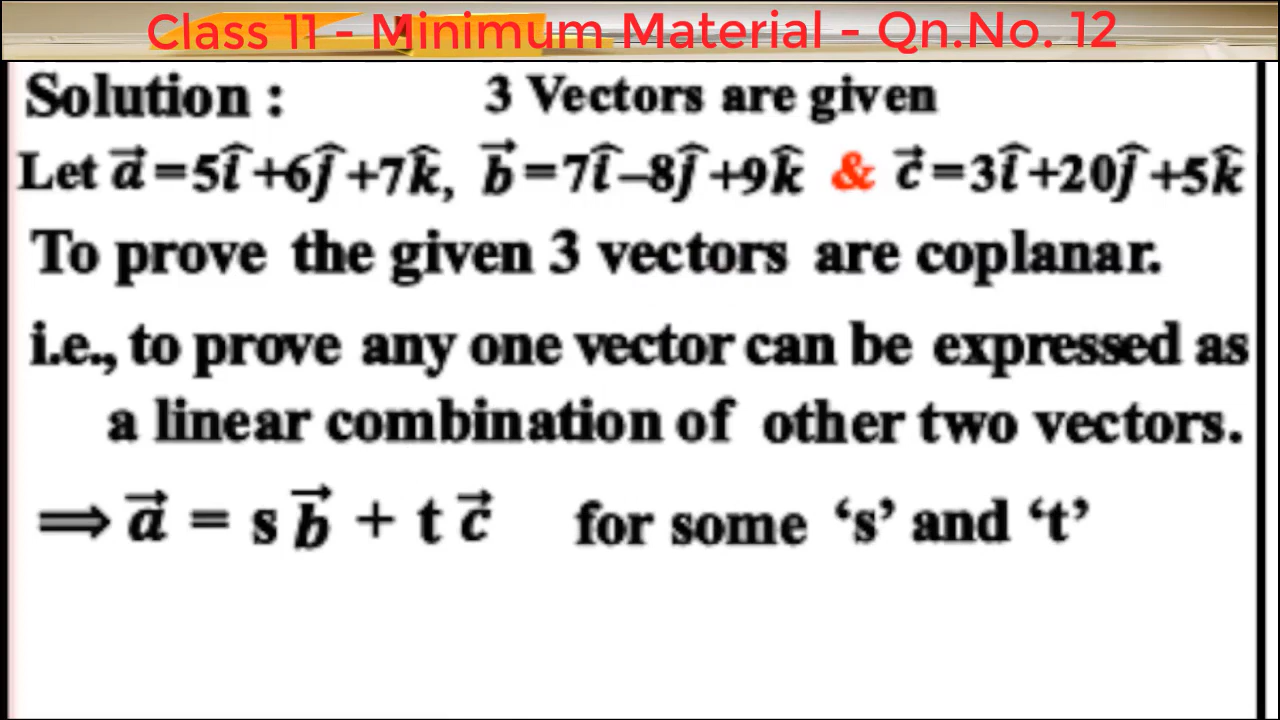 Class 11 - Minimum Material - Qn.No. 12
Solution : 3 Vectors are given
Let a⃗ =5î +6ĵ +7k̂, b⃗ =7î –8ĵ +9k̂ & c⃗ =3î +20ĵ +5k̂
To prove the given 3 vectors are coplanar.
i.e., to prove any one vector can be expressed as
a linear combination of other two vectors.
⟹ a⃗ = s b⃗ + t c⃗ for some ‘s’ and ‘t’